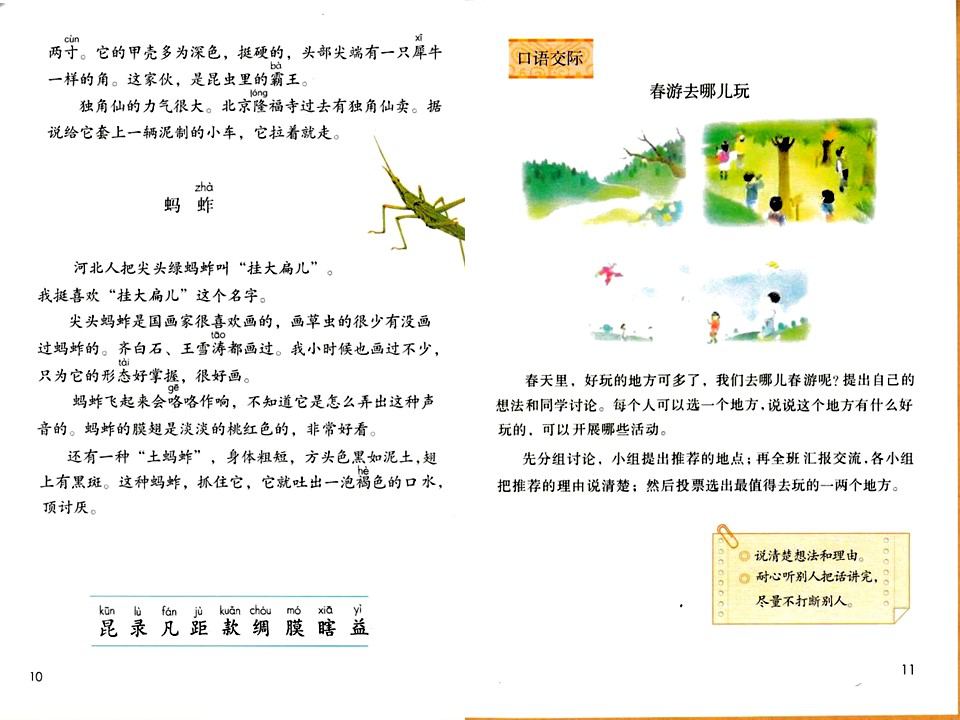 cùn xī
两寸。它的甲壳多为深色，挺硬的，头部尖端有一只犀牛
bà
一样的角。这家伙，是昆虫里的霸王。
lóng
独角仙的力气很大。北京隆福寺过去有独角仙卖。据
说给它套上一辆泥制的小车，它拉着就走。
zhà
蚂 蚱
河北人把尖头绿蚂蚱叫“挂大扁儿”。
我挺喜欢“挂大扁儿”这个名字。
尖头蚂蚱是国画家很喜欢画的，画草虫的很少有没画
tāo
过蚂蚱的。齐白石、王雪涛都画过。我小时候也画过不少，
tài
只为它的形态好掌握，很好画。
gē
蚂蚱飞起来会咯咯作响，不知道它是怎么弄出这种声
音的。蚂蚱的膜翅是淡淡的桃红色的，非常好看。
还有一种“土蚂蚱”，身体粗短，方头色黑如泥土，翅
hè
上有黑斑。这种蚂蚱，抓住它，它就吐出一泡褐色的口水，
顶讨厌。
kūn lù fán jù kuǎn chóu mó xiā yì
昆 录 凡 距 款 绸 膜 瞎 益
10
口语交际
春游去哪儿玩
春天里，好玩的地方可多了，我们去哪儿春游呢？提出自己的
想法和同学讨论。每个人可以选一个地方，说说这个地方有什么好
玩的，可以开展哪些活动。
先分组讨论，小组提出推荐的地点；再全班汇报交流，各小组
把推荐的理由说清楚；然后投票选出最值得去玩的一两个地方。
◎ 说清楚想法和理由。
◎ 耐心听别人把话讲完，
尽量不打断别人。
11